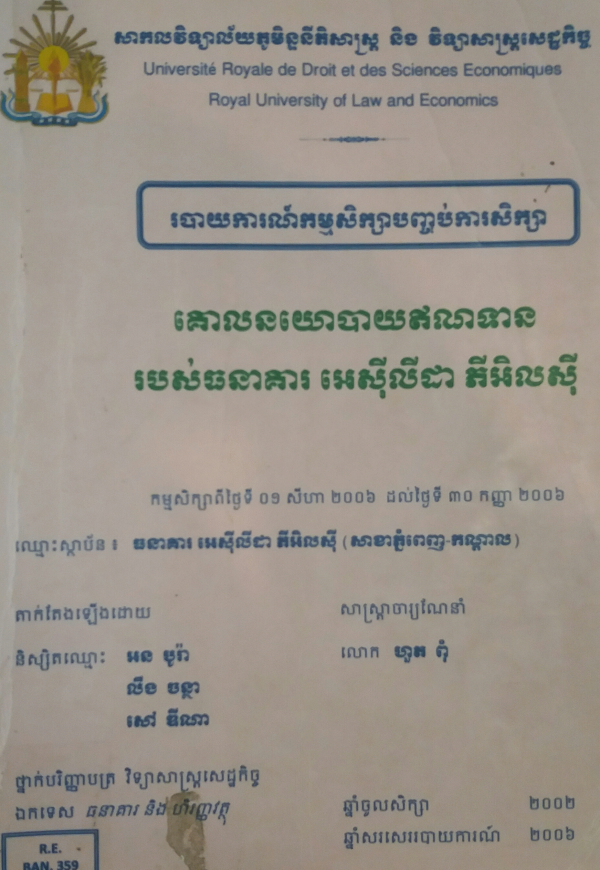 សាកលវិទ្យាល័យភូមិន្ទនីតិសាស្ត្រ និង វិទ្យាសាស្ត្រសេដ្ឋកិច្ច
Université Royale de Droit et des Sciences Economiques
Royal University of Law and Economics
របាយការណ៍កម្មសិក្សាបញ្ចប់ការសិក្សា
គោលនយោបាយឥណទាន
របស់ធនាគារ អេស៊ីលីដា ភីអិលស៊ី
កម្មសិក្សាពីថ្ងៃទី ០១ សីហា ២០០៦ ដល់ថ្ងៃទី ៣០ កញ្ញា ២០០៦
ឈ្មោះស្ថាប័ន ៖ ធនាគារ អេស៊ីលីដា ភីអិលស៊ី (សាខាភ្នំពេញ-កណ្តាល)
តាក់តែងឡើងដោយ
សាស្ត្រាចារ្យណែនាំ
និស្សិតឈ្មោះ អន បូរ៉ា
លោក ហួត ពុំ
លឹង ចន្ថា
សៅ ឌីណា
ថ្នាក់បរិញ្ញាបត្រ វិទ្យាសាស្ត្រសេដ្ឋកិច្ច
ឯកទេស ធនាគារ និង ហិរញ្ញវត្ថុ
ឆ្នាំចូលសិក្សា ២០០២
ឆ្នាំសរសេររបាយការណ៍ ២០០៦
R.E.
BAN. 359